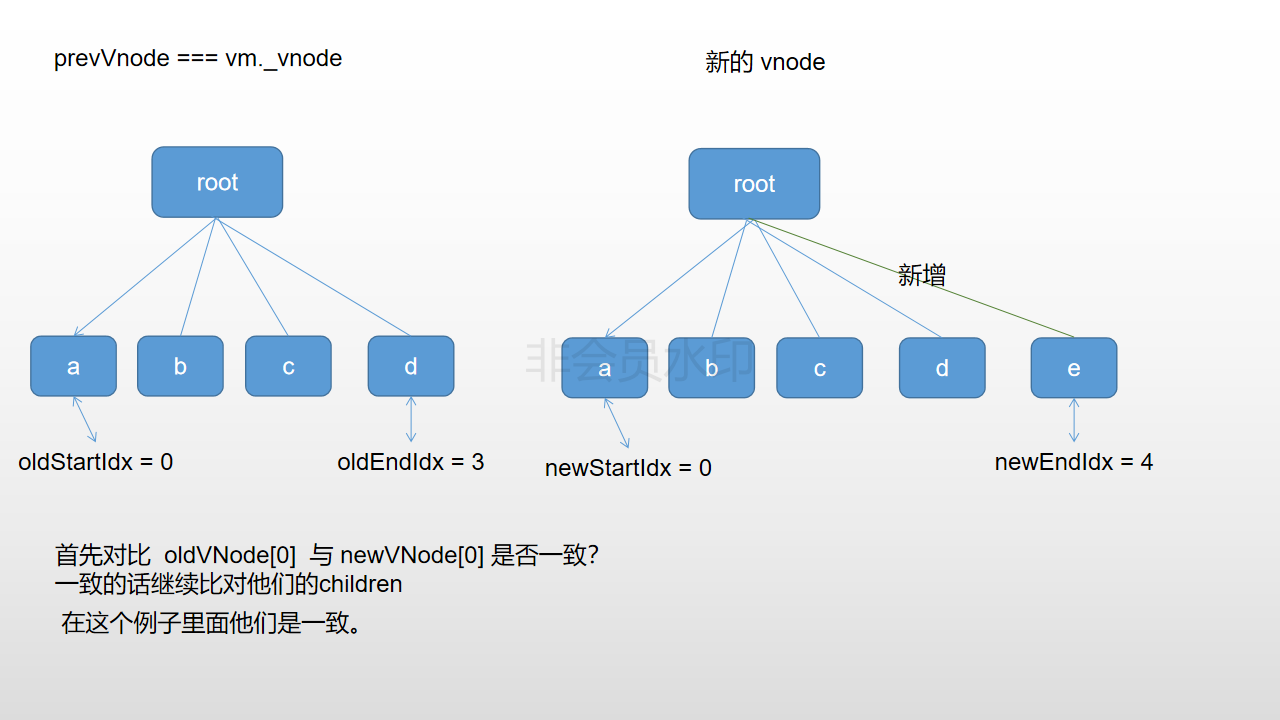 prevVnode === vm._vnode
新的 vnode
root
root
新增
a
b
c
d
a
b
c
d
e
非会员水印
oldStartIdx = 0
oldEndIdx = 3
newStartIdx = 0
newEndIdx = 4
首先对比 oldVNode[0] 与 newVNode[0] 是否一致?
一致的话继续比对他们的children
在这个例子里面他们是一致。